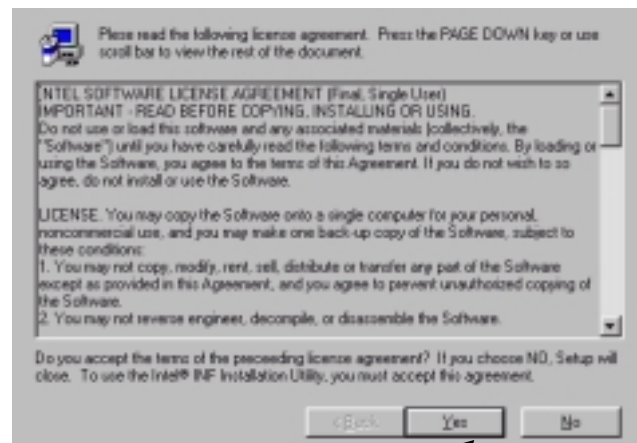 Please read the following license agreement. Press the PAGE DOWN key or use
scroll bar to view the rest of the document.
INTEL SOFTWARE LICENSE AGREEMENT (Final, Single User)
IMPORTANT - READ BEFORE COPYING, INSTALLING OR USING.
Do not use or load this software and any associated materials (collectively, the
"Software") until you have carefully read the following terms and conditions. By loading or
using the Software, you agree to the terms of this Agreement. If you do not wish to so
agree, do not install or use the Software.
LICENSE. You may copy the Software onto a single computer for your personal,
noncommercial use, and you may make one back-up copy of the Software, subject to
these conditions:
1. You may not copy, modify, rent, sell, distribute or transfer any part of the Software
except as provided in this Agreement, and you agree to prevent unauthorized copying of
the Software.
2. You may not reverse engineer, decompile, or disassemble the Software.
Do you accept the terms of the preceeding license agreement? If you choose NO, Setup will
close. To use the Intel® INF Installation Utility, you must accept this agreement.
< Back
Yes
No